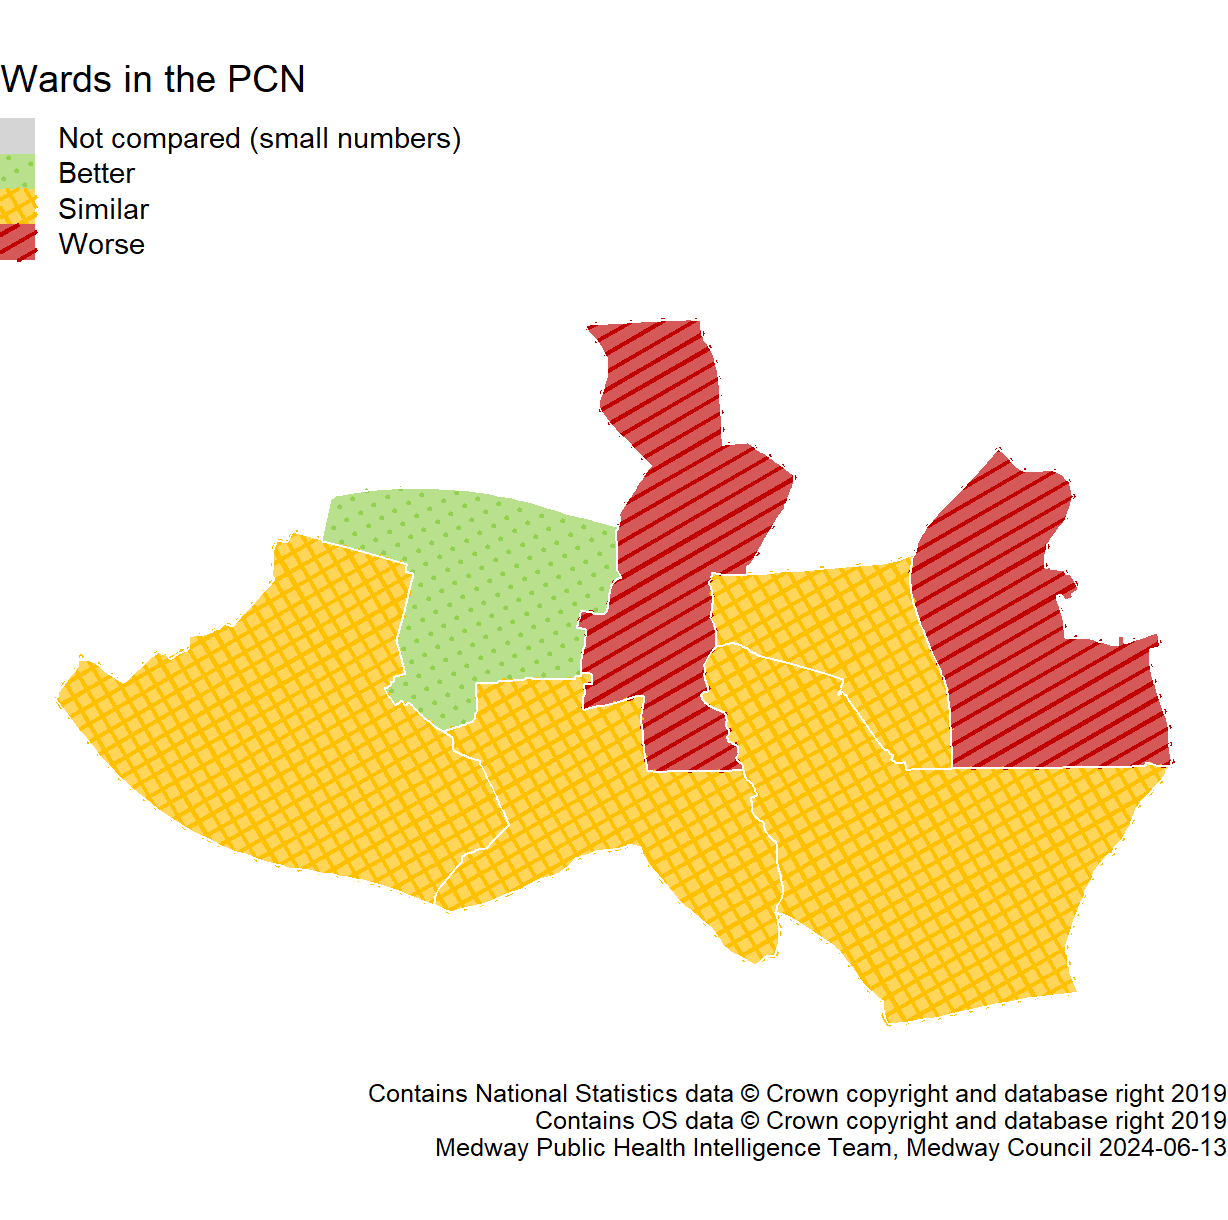 Wards in the PCN
Not compared (small numbers)
Better
Similar
Worse
Contains National Statistics data © Crown copyright and database right 2019
Contains OS data © Crown copyright and database right 2019
Medway Public Health Intelligence Team, Medway Council 2024-06-13